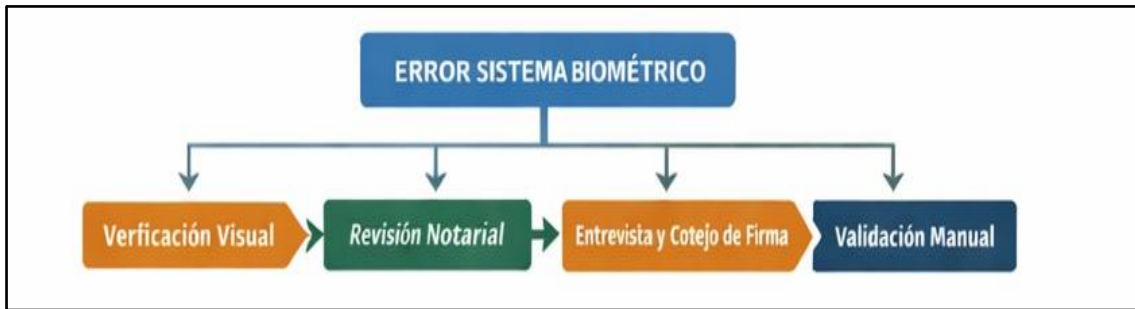 ERROR SISTEMA BIOMÉTRICO
Verficación Visual
Revisión Notarial
Entrevista y Cotejo de Firma
Validación Manual